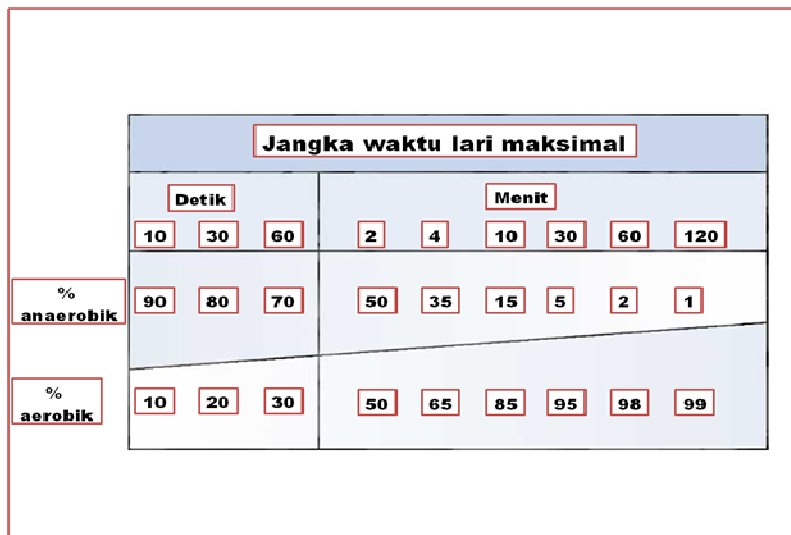 Jangka waktu lari maksimal
Detik Menit
10 30 60 2 4 10 30 60 120
% anaerobik 90 80 70 50 35 15 5 2 1
% aerobik 10 20 30 50 65 85 95 98 99